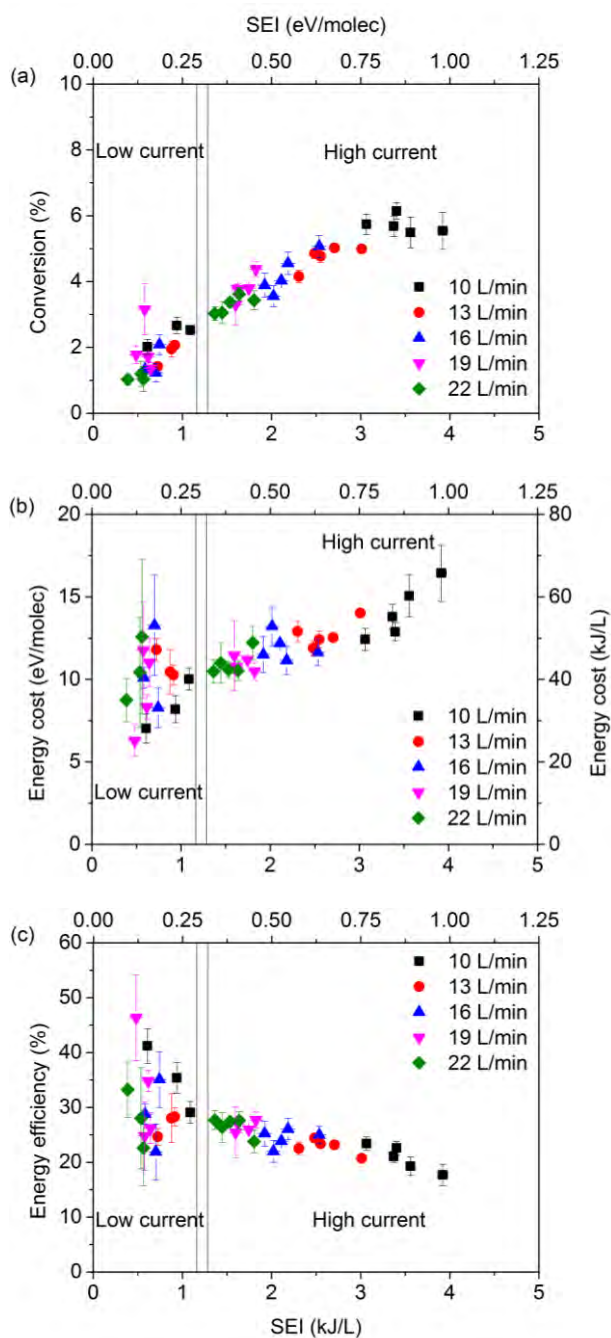 SEI (eV/molec)
0.00 0.25 0.50 0.75 1.00 1.25
(a)
10
8
6
4
2
0
Conversion (%)
Low current
High current
10 L/min
13 L/min
16 L/min
19 L/min
22 L/min
0 1 2 3 4 5
0.00 0.25 0.50 0.75 1.00 1.25
(b)
20
15
10
5
0
Energy cost (eV/molec)
High current
80
60
40
20
0
Energy cost (kJ/L)
10 L/min
13 L/min
16 L/min
19 L/min
22 L/min
Low current
0 1 2 3 4 5
0.00 0.25 0.50 0.75 1.00 1.25
(c)
60
50
40
30
20
10
0
Energy efficiency (%)
10 L/min
13 L/min
16 L/min
19 L/min
22 L/min
Low current
High current
0 1 2 3 4 5
SEI (kJ/L)